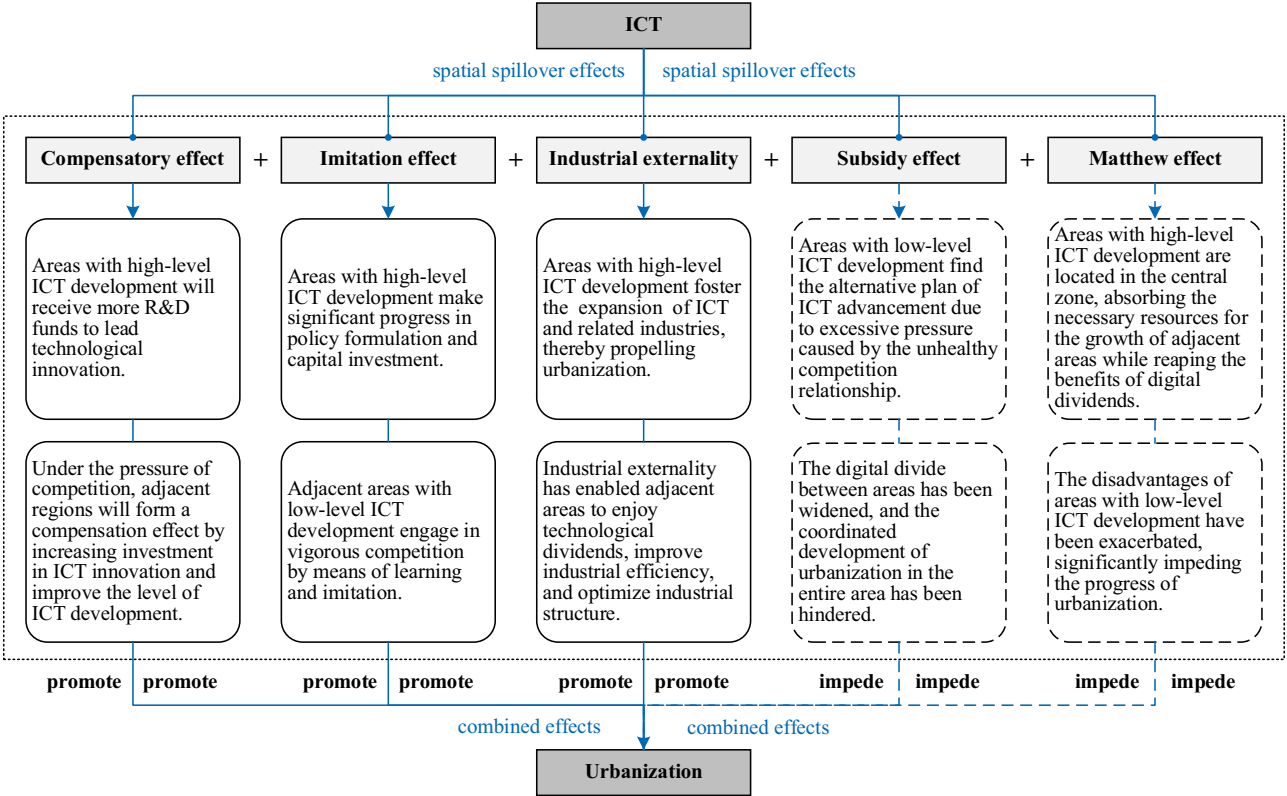 ICT
spatial spillover effects spatial spillover effects
Compensatory effect + Imitation effect + Industrial externality + Subsidy effect + Matthew effect
Areas with high-level
ICT development will
receive more R&D
funds to lead
technological
innovation.
Areas with high-level
ICT development make
significant progress in
policy formulation and
capital investment.
Areas with high-level
ICT development foster
the expansion of ICT
and related industries,
thereby propelling
urbanization.
Areas with low-level
ICT development find
the alternative plan of
ICT advancement due
to excessive pressure
caused by the unhealthy
competition
relationship.
Areas with high-level
ICT development are
located in the central
zone, absorbing the
necessary resources for
the growth of adjacent
areas while reaping the
benefits of digital
dividends.
Under the pressure of
competition, adjacent
regions will form a
compensation effect by
increasing investment
in ICT innovation and
improve the level of
ICT development.
Adjacent areas with
low-level ICT
development engage in
vigorous competition
by means of learning
and imitation.
Industrial externality
has enabled adjacent
areas to enjoy
technological
dividends, improve
industrial efficiency,
and optimize industrial
structure.
The digital divide
between areas has been
widened, and the
coordinated
development of
urbanization in the
entire area has been
hindered.
The disadvantages of
areas with low-level
ICT development have
been exacerbated,
significantly impeding
the progress of
urbanization.
promote promote promote promote promote promote impede impede impede impede
combined effects combined effects
Urbanization